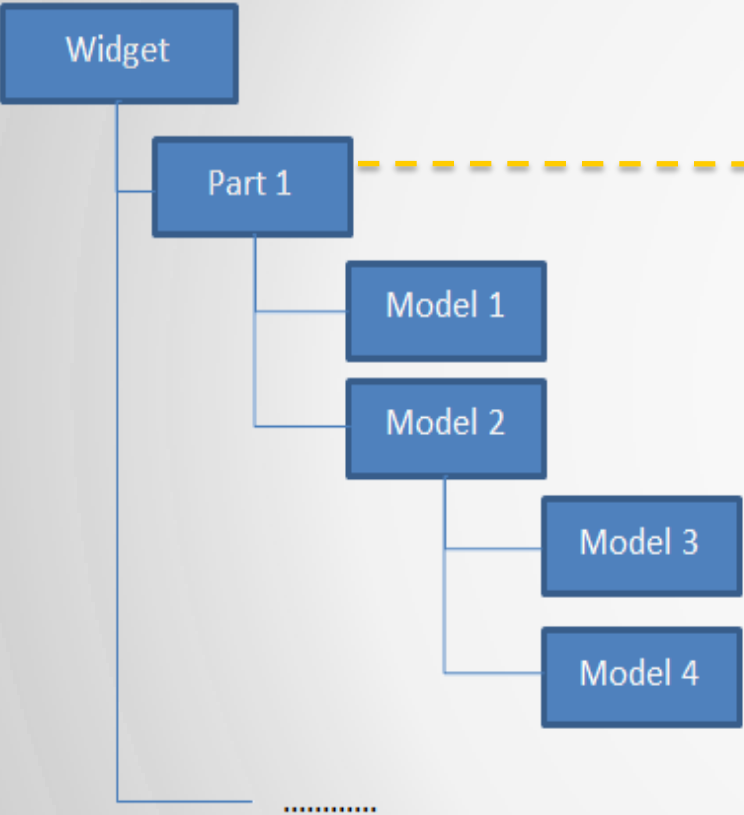 Widget
Part 1
Model 1
Model 2
Model 3
Model 4
............